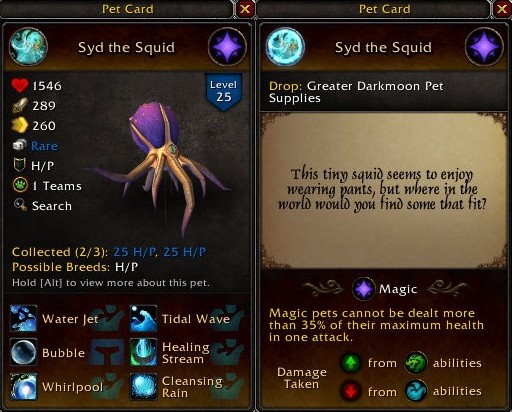 Pet Card
Syd the Squid
1546
Level
25
289
260
Rare
H/P
1 Teams
Search
Collected (2/3): 25 H/P, 25 H/P
Possible Breeds: H/P
Hold [Alt] to view more about this pet.
Water Jet
Tidal Wave
Bubble
Healing
Stream
Whirlpool
Cleansing
Rain
Pet Card
Syd the Squid
Drop: Greater Darkmoon Pet
Supplies
This tiny squid seems to enjoy
wearing pants, but where in the
world would you find some that fit?
Magic
Magic pets cannot be dealt more
than 35% of their maximum health
in one attack.
Damage
Taken
from abilities
from abilities